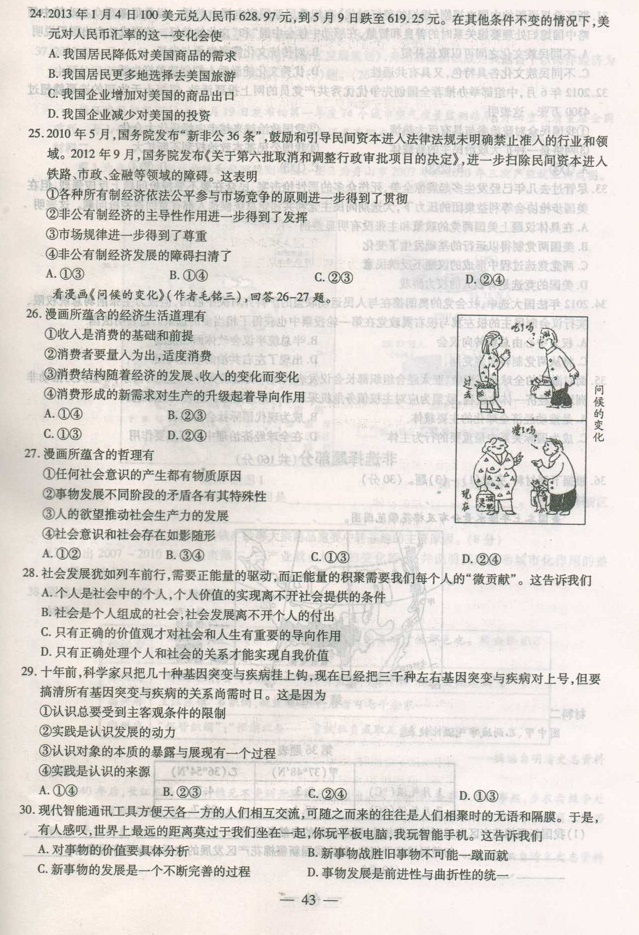 24. 2013年1月4日100美元兑人民币628.97元,到5月9日跌至619.25元。在其他条件不变的情况下,美
元对人民币汇率的这一变化会使
A. 我国居民降低对美国商品的需求
B. 我国居民更多地选择去美国旅游
C. 我国企业增加对美国的商品出口
D. 我国企业减少对美国的投资
25. 2010年5月,国务院发布“新非公36条”,鼓励和引导民间资本进入法律法规未明确禁止准入的行业和领
域。2012年9月,国务院发布《关于第六批取消和调整行政审批项目的决定》,进一步扫除民间资本进入
铁路、市政、金融等领域的障碍。这表明
①各种所有制经济依法公平参与市场竞争的原则进一步得到了贯彻
②非公有制经济的主导性作用进一步得到了发挥
③市场规律进一步得到了尊重
④非公有制经济发展的障碍扫清了
A. ①③ B. ①④ C. ②③ D. ②④
看漫画《问候的变化》(作者毛铭三),回答26~27题。
26. 漫画所蕴含的经济生活道理有
①收入是消费的基础和前提
②消费者要量入为出,适度消费
③消费结构随着经济的发展、收入的变化而变化
④消费形成的新需求对生产的升级起着导向作用
A. ①④ B. ②③
C. ①③ D. ②④
吃了吗?
过去
瘦了吗?
现在
问候的变化
27. 漫画所蕴含的哲理有
①任何社会意识的产生都有物质原因
②事物发展不同阶段的矛盾各有其特殊性
③人的欲望推动社会生产力的发展
④社会意识和社会存在如影随形
A. ①② B. ③④ C. ①③ D. ②④
28. 社会发展犹如列车前行,需要正能量的驱动,而正能量的积聚需要我们每个人的“微贡献”。这告诉我们
A. 个人是社会中的个人,个人价值的实现离不开社会提供的条件
B. 社会是个人组成的社会,社会发展离不开个人的付出
C. 只有正确的价值观才对社会和人生有重要的导向作用
D. 只有正确处理个人和社会的关系才能实现自我价值
29. 十年前,科学家只把几十种基因突变与疾病挂上钩,现在已经把三千种左右基因突变与疾病对上号,但要
搞清所有基因突变与疾病的关系尚需时日。这是因为
①认识总要受到主客观条件的限制
②实践是认识发展的动力
③认识对象的本质的暴露与展现有一个过程
④实践是认识的来源
A. ①④ B. ②③ C. ②④ D. ①③
30. 现代智能通讯工具方便天各一方的人们相互交流,可随之而来的往往是人们相聚时的无语和隔膜。于是,
有人感叹,世界上最远的距离莫过于我们坐在一起,你玩平板电脑,我玩智能手机。这告诉我们
A. 对事物的价值要具体分析 B. 新事物战胜旧事物不可能一蹴而就
C. 新事物的发展是一个不断完善的过程 D. 事物发展是前进性与曲折性的统一
— 43 —